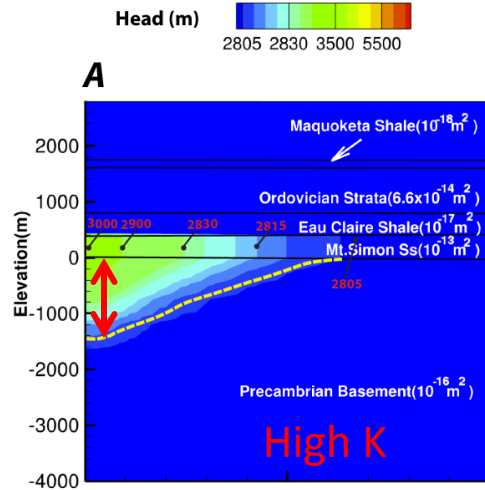 Head (m)
2805 2830 3500 5500
A
Maquoketa Shale(10⁻¹⁸m²)
2000
Ordovician Strata(6.6x10⁻¹⁴m²)
1000
3000 2900 2830 2815
Eau Claire Shale(10⁻¹⁷m²)
Mt.Simon Ss(10⁻¹³m²)
0
2805
Elevation(m)
-1000
-2000
Precambrian Basement(10⁻¹⁶m²)
-3000
High K
-4000